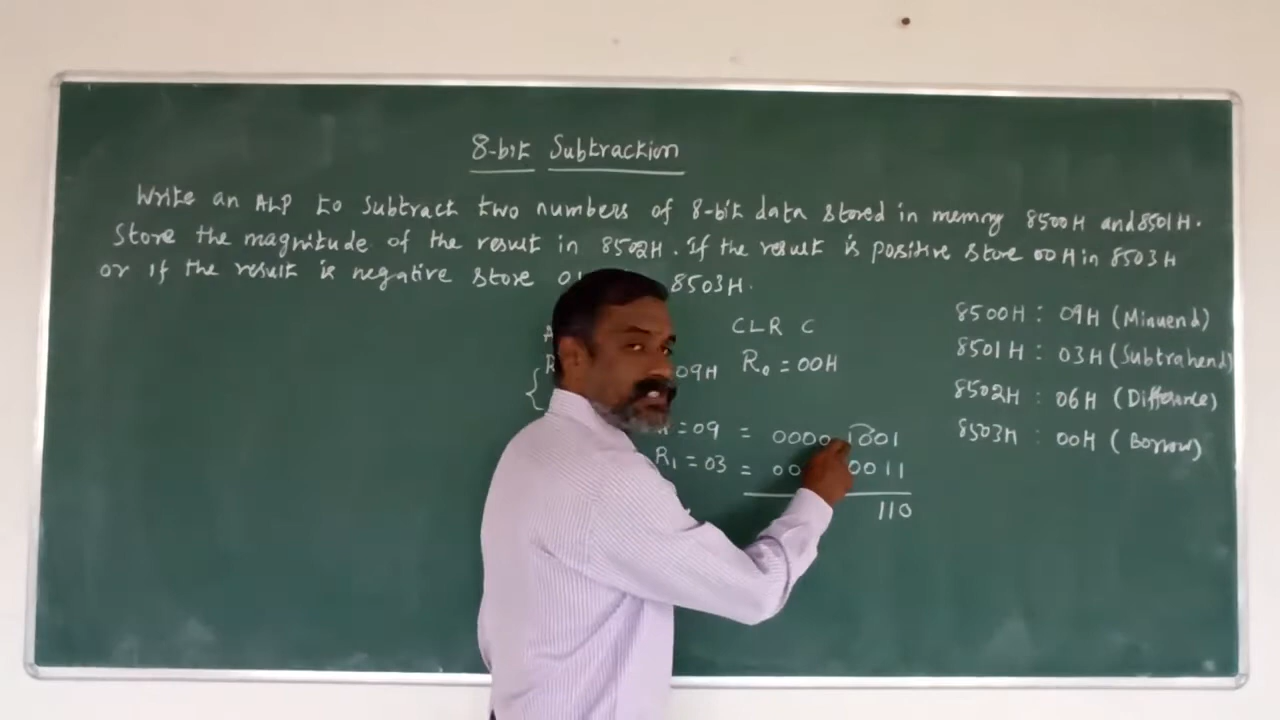 8-bit Subtraction
Write an ALP to subtract two numbers of 8-bit data stored in memory 8500H and 8501H.
Store the magnitude of the result in 8502H. If the result is positive store 00H in 8503H
or if the result is negative store 8503H.
CLR C
09H R0 = 00H
= 09 = 00001001
R1 = 03 = 00 0011
110
8500H : 09H (Minuend)
8501H : 03H (Subtrahend)
8502H : 06H (Difference)
8503H : 00H (Borrow)